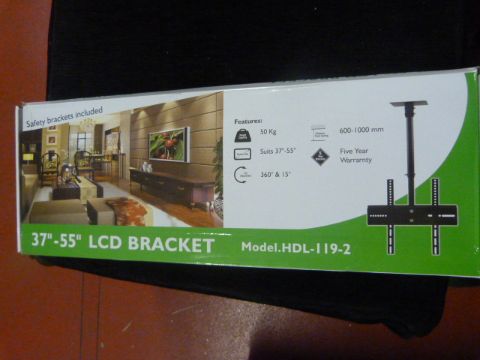 Safety brackets included
Features:
50 Kg
600-1000 mm
Suits 37"-55"
Five Year
Warranty
360° & 15°
37"-55" LCD BRACKET
Model.HDL-119-2